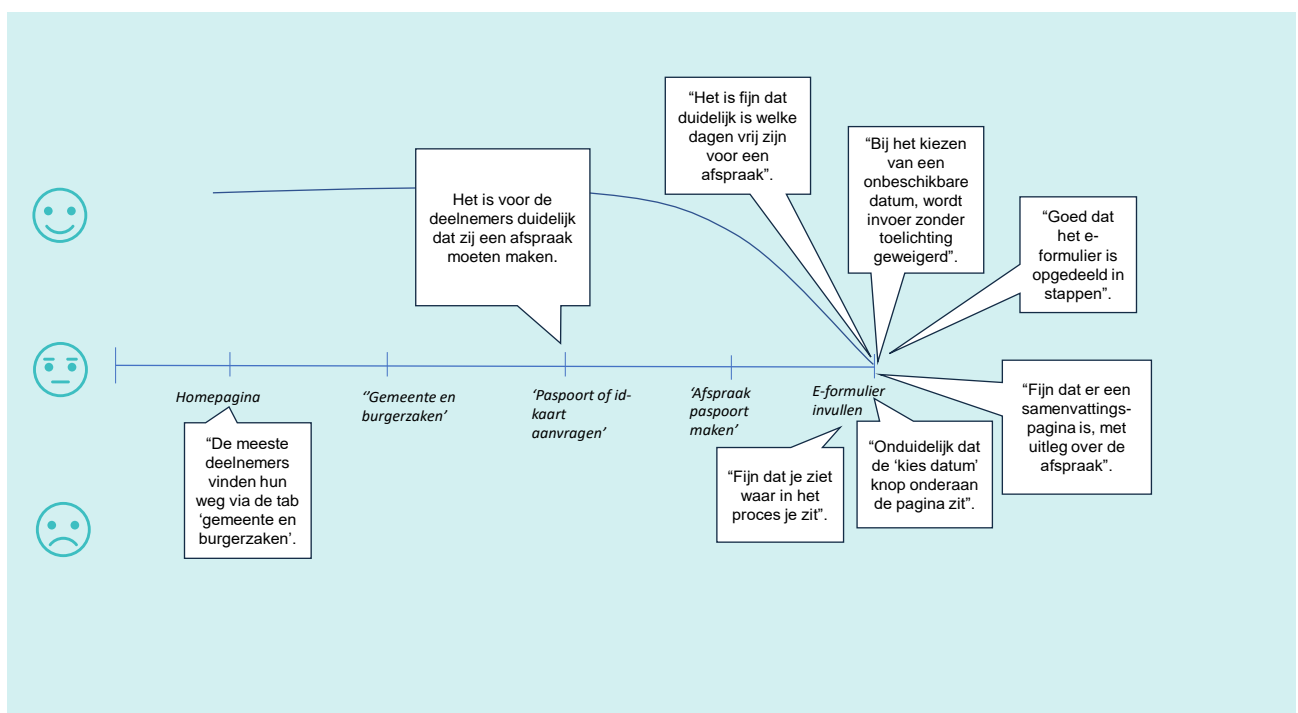 “Het is fijn dat
duidelijk is welke
dagen vrij zijn
voor een
afspraak”.
“Bij het kiezen
van een
onbeschikbare
datum, wordt
invoer zonder
toelichting
geweigerd”.
Het is voor de
deelnemers duidelijk
dat zij een afspraak
moeten maken.
“Goed dat
het e-
formulier is
opgedeeld in
stappen”.
Homepagina
‘’Gemeente en
burgerzaken’
‘Paspoort of id-
kaart
aanvragen’
‘Afspraak
paspoort
maken’
E-formulier
invullen
“De meeste
deelnemers
vinden hun
weg via de tab
‘gemeente en
burgerzaken’.
“Fijn dat je ziet
waar in het
proces je zit”.
“Onduidelijk dat
de ‘kies datum’
knop onderaan
de pagina zit”.
“Fijn dat er een
samenvattings-
pagina is, met
uitleg over de
afspraak”.